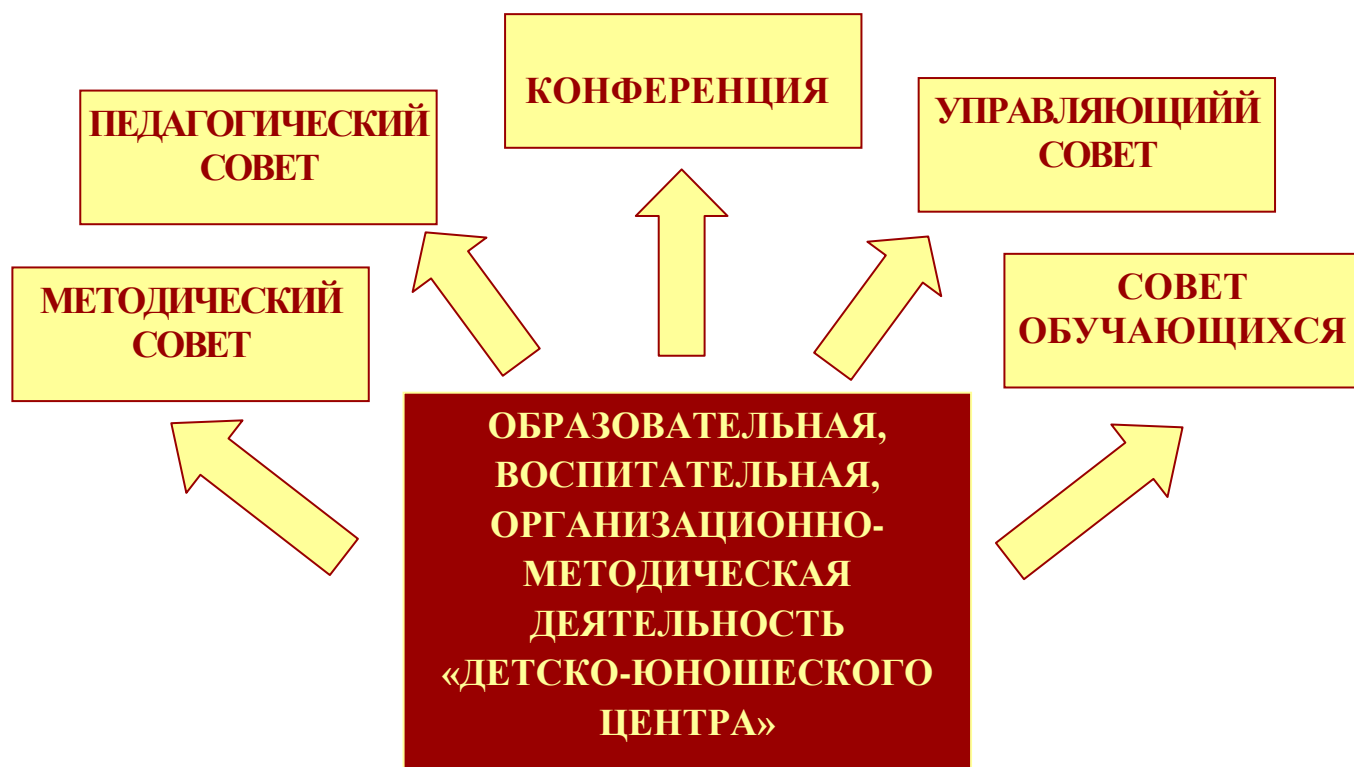 КОНФЕРЕНЦИЯ
ПЕДАГОГИЧЕСКИЙ
СОВЕТ
УПРАВЛЯЮЩИЙЙ
СОВЕТ
МЕТОДИЧЕСКИЙ
СОВЕТ
СОВЕТ
ОБУЧАЮЩИХСЯ
ОБРАЗОВАТЕЛЬНАЯ,
ВОСПИТАТЕЛЬНАЯ,
ОРГАНИЗАЦИОННО-
МЕТОДИЧЕСКАЯ
ДЕЯТЕЛЬНОСТЬ
«ДЕТСКО-ЮНОШЕСКОГО
ЦЕНТРА»